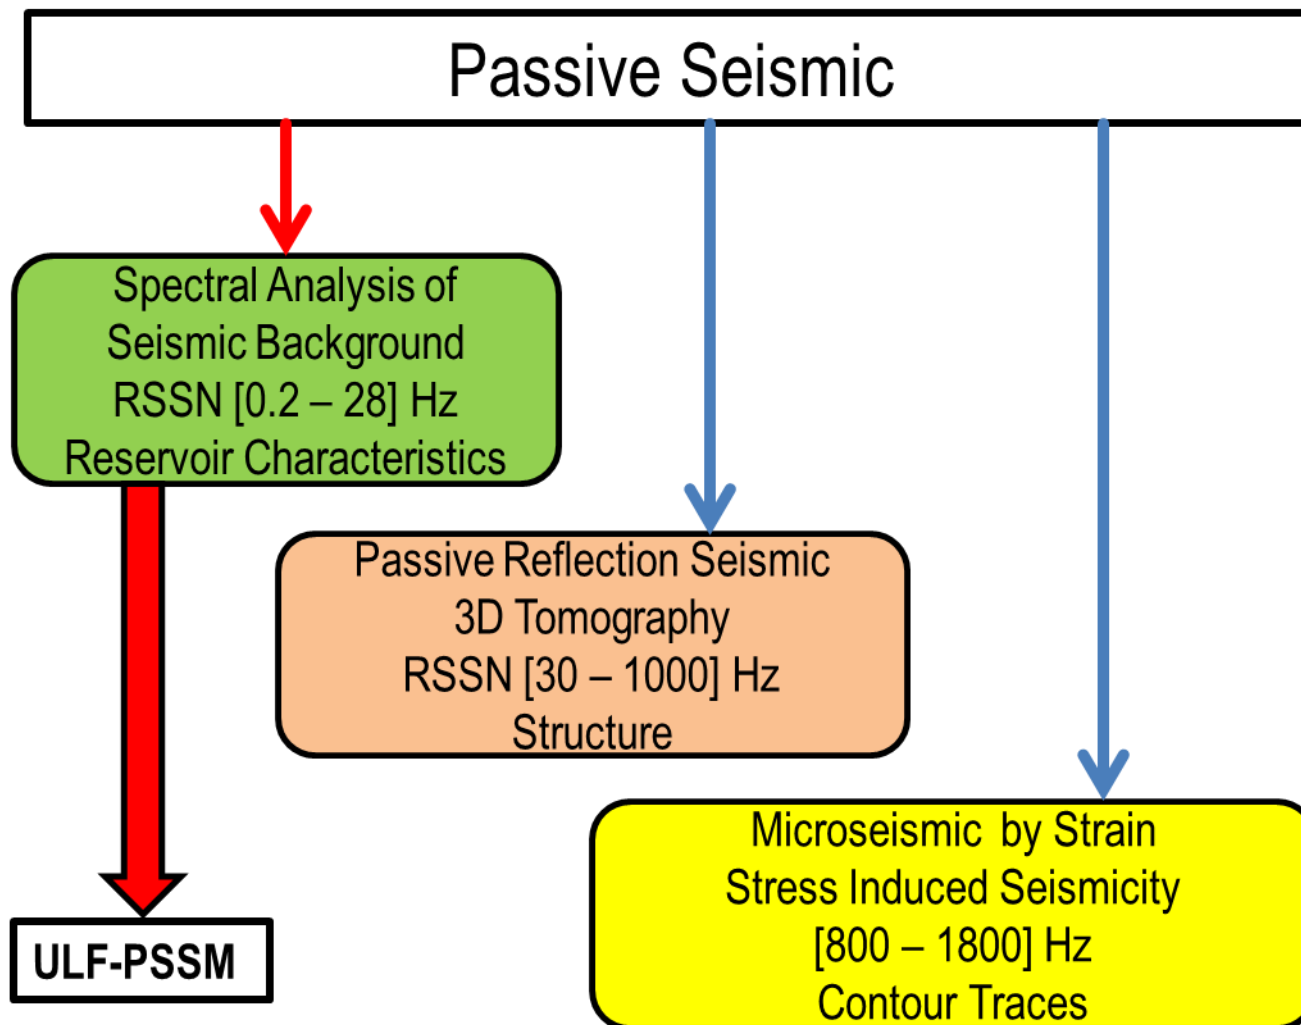 Passive Seismic
Spectral Analysis of
Seismic Background
RSSN [0.2 – 28] Hz
Reservoir Characteristics
Passive Reflection Seismic
3D Tomography
RSSN [30 – 1000] Hz
Structure
Microseismic by Strain
Stress Induced Seismicity
[800 – 1800] Hz
Contour Traces
ULF-PSSM